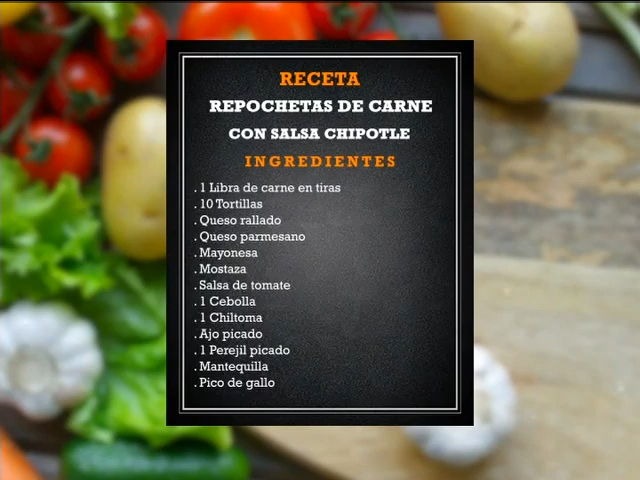 RECETA
REPOCHETAS DE CARNE
CON SALSA CHIPOTLE
INGREDIENTES
. 1 Libra de carne en tiras
. 10 Tortillas
. Queso rallado
. Queso parmesano
. Mayonesa
. Mostaza
. Salsa de tomate
. 1 Cebolla
. 1 Chiltoma
. Ajo picado
. 1 Perejil picado
. Mantequilla
. Pico de gallo